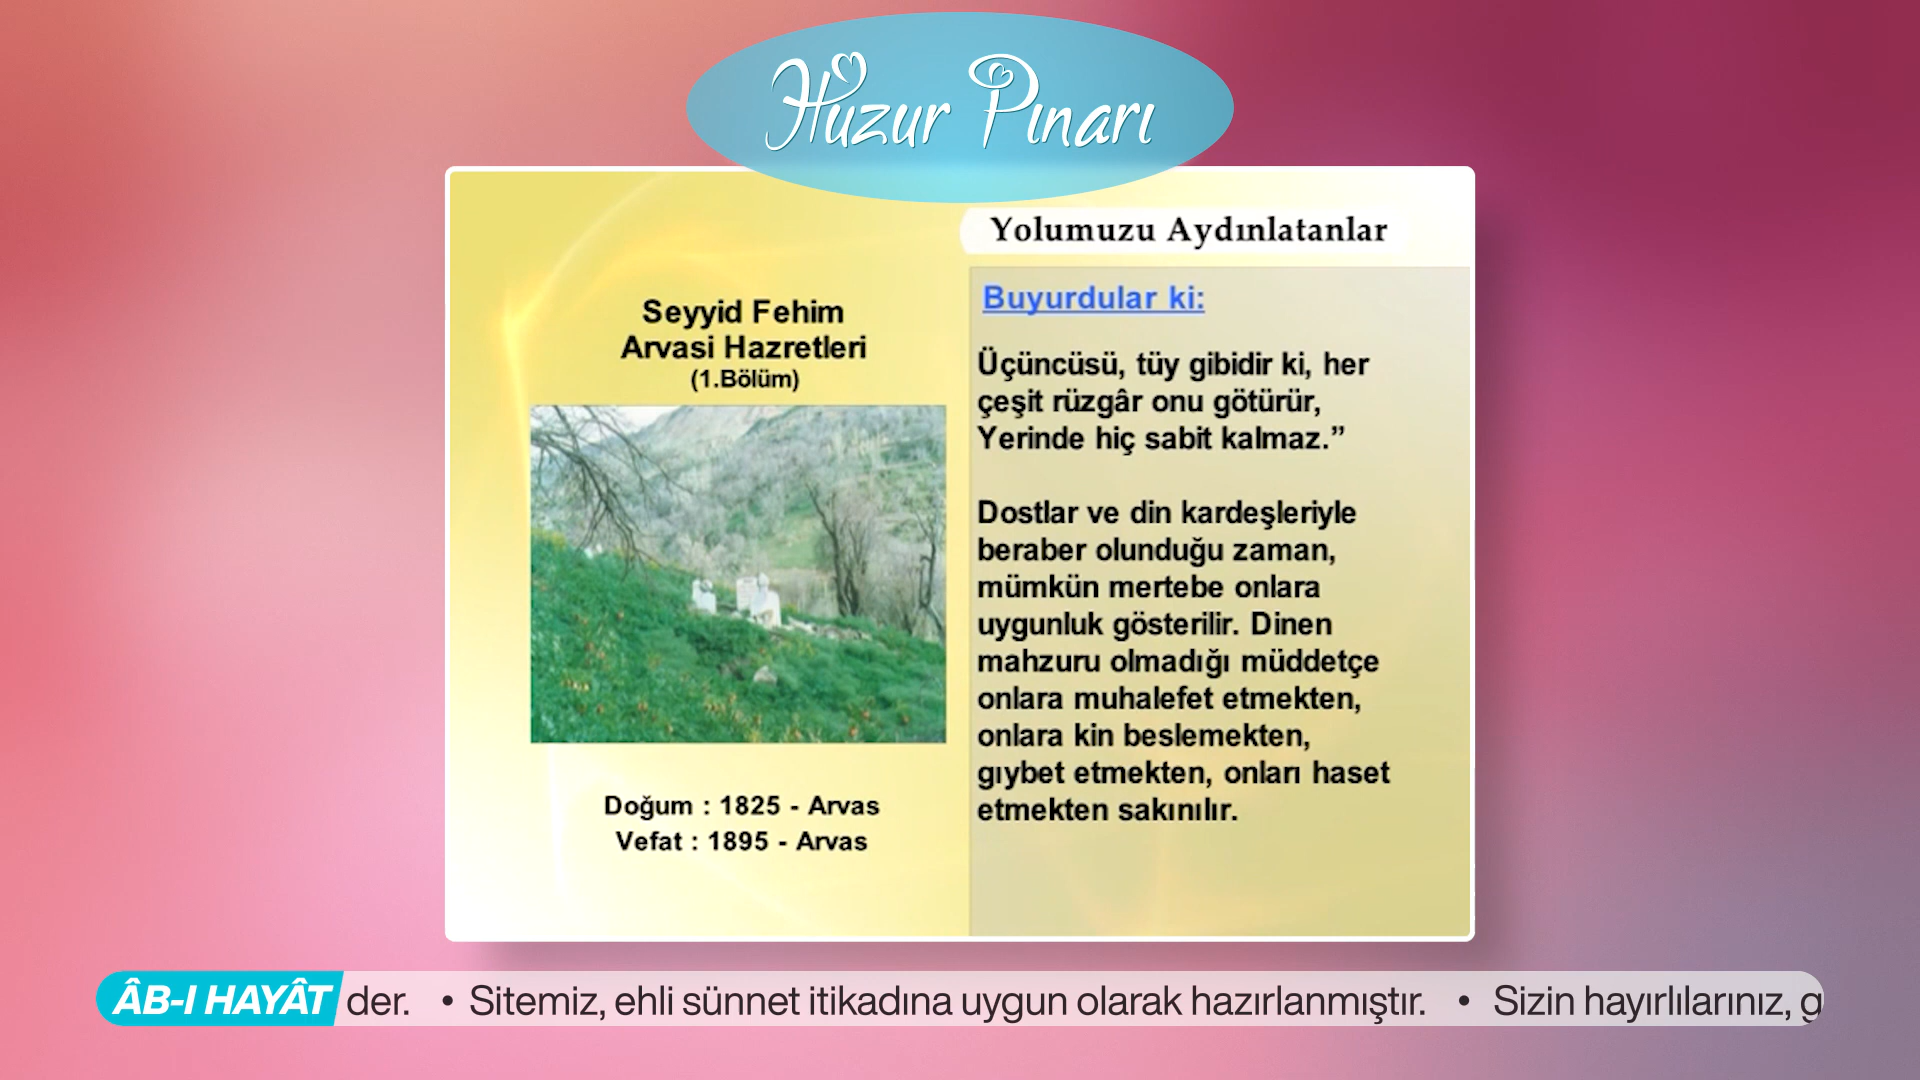 Huzur Pınarı
Yolumuzu Aydınlatanlar
Seyyid Fehim
Arvasi Hazretleri
(1.Bölüm)
Doğum : 1825 - Arvas
Vefat : 1895 - Arvas
Buyurdular ki:
Üçüncüsü, tüy gibidir ki, her
çeşit rüzgâr onu götürür,
Yerinde hiç sabit kalmaz.”
Dostlar ve din kardeşleriyle
beraber olunduğu zaman,
mümkün mertebe onlara
uygunluk gösterilir. Dinen
mahzuru olmadığı müddetçe
onlara muhalefet etmekten,
onlara kin beslemekten,
gıybet etmekten, onları haset
etmekten sakınılır.
ÂB-I HAYÂT der. • Sitemiz, ehli sünnet itikadına uygun olarak hazırlanmıştır. • Sizin hayırlılarınız, g